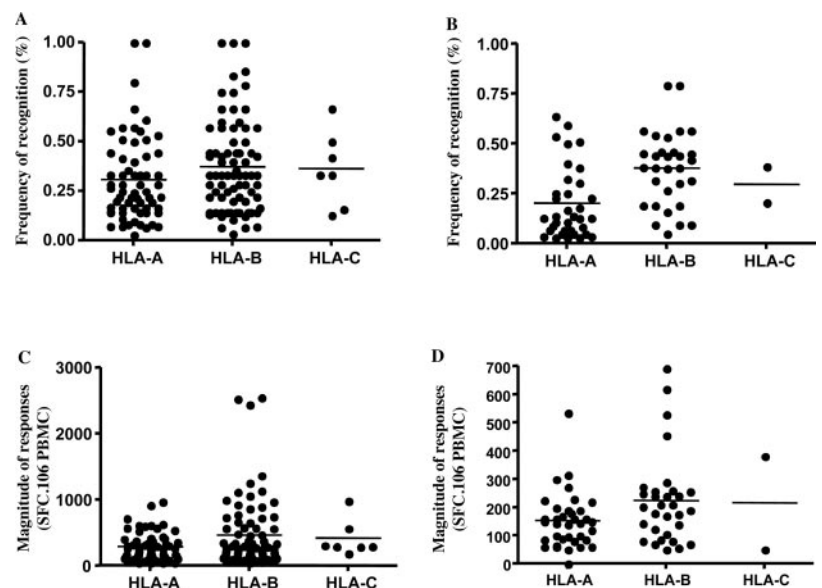 A
Frequency of recognition (%)
1.00
0.75
0.50
0.25
0.00
HLA-A HLA-B HLA-C
B
Frequency of recognition (%)
1.00
0.75
0.50
0.25
0.00
HLA-A HLA-B HLA-C
C
Magnitude of responses
(SFC.106 PBMC)
3000
2000
1000
0
HLA-A HLA-B HLA-C
D
Magnitude of responses
(SFC.106 PBMC)
700
600
500
400
300
200
100
0
HLA-A HLA-B HLA-C